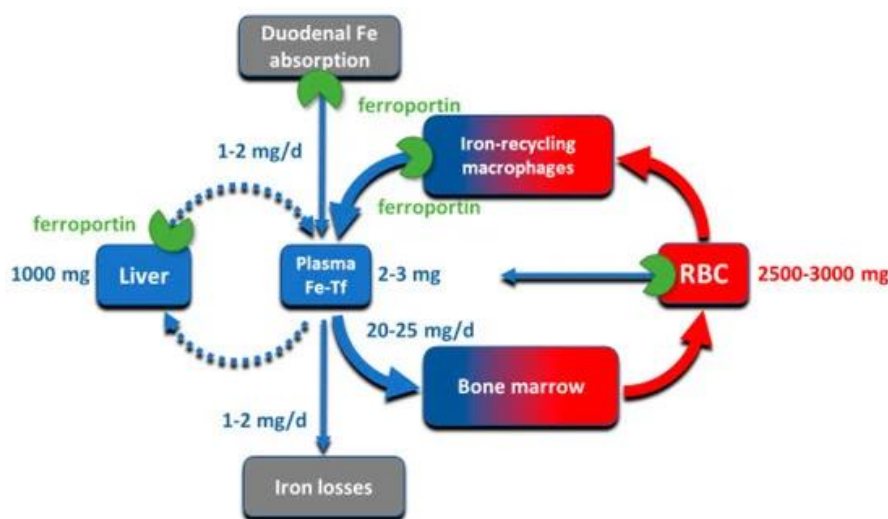 Duodenal Fe
absorption
ferroportin
1-2 mg/d
Iron-recycling
macrophages
ferroportin
ferroportin
1000 mg
Liver
Plasma
Fe-Tf
2-3 mg
RBC
2500-3000 mg
20-25 mg/d
Bone marrow
1-2 mg/d
Iron losses